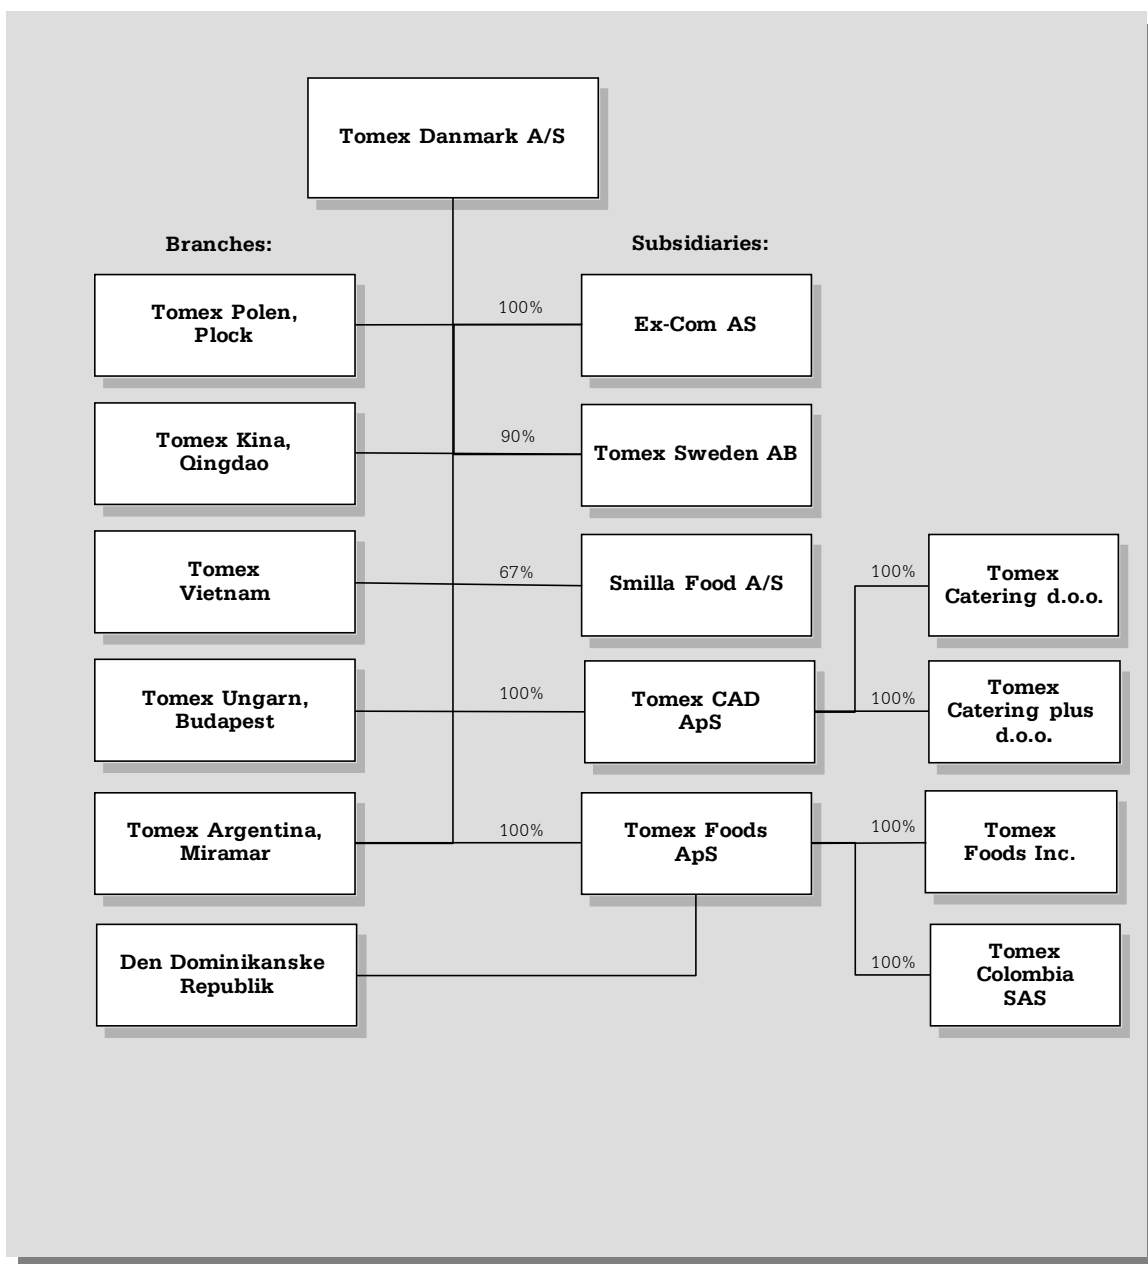 Tomex Danmark A/S
Branches:
Subsidiaries:
Tomex Polen,
Plock
100%
Ex-Com AS
Tomex Kina,
Qingdao
90%
Tomex Sweden AB
Tomex
Vietnam
67%
Smilla Food A/S
100%
Tomex
Catering d.o.o.
Tomex Ungarn,
Budapest
100%
Tomex CAD
ApS
100%
Tomex
Catering plus
d.o.o.
Tomex Argentina,
Miramar
100%
Tomex Foods
ApS
100%
Tomex
Foods Inc.
Den Dominikanske
Republik
100%
Tomex
Colombia
SAS